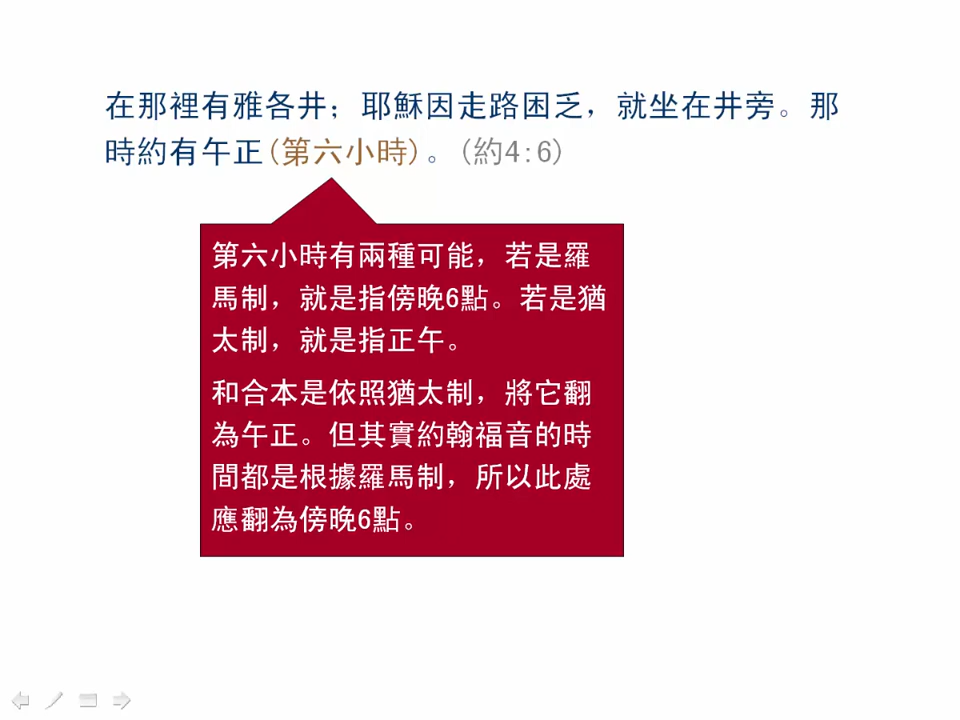 在那裡有雅各井；耶穌因走路困乏，就坐在井旁。那
時約有午正(第六小時)。(約4:6)
第六小時有兩種可能，若是羅
馬制，就是指傍晚6點。若是猶
太制，就是指正午。
和合本是依照猶太制，將它翻
為午正。但其實約翰福音的時
間都是根據羅馬制，所以此處
應翻為傍晚6點。